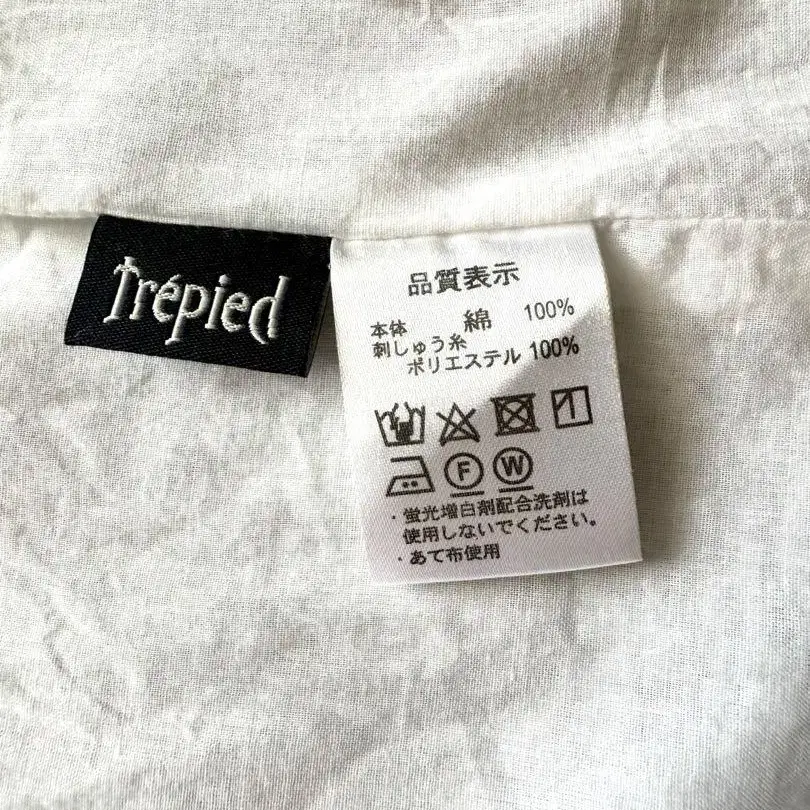 Trépied
品質表示
本体 綿 100%
刺しゅう糸
ポリエステル 100%
F W
・蛍光増白剤配合洗剤は
使用しないでください。
・あて布使用